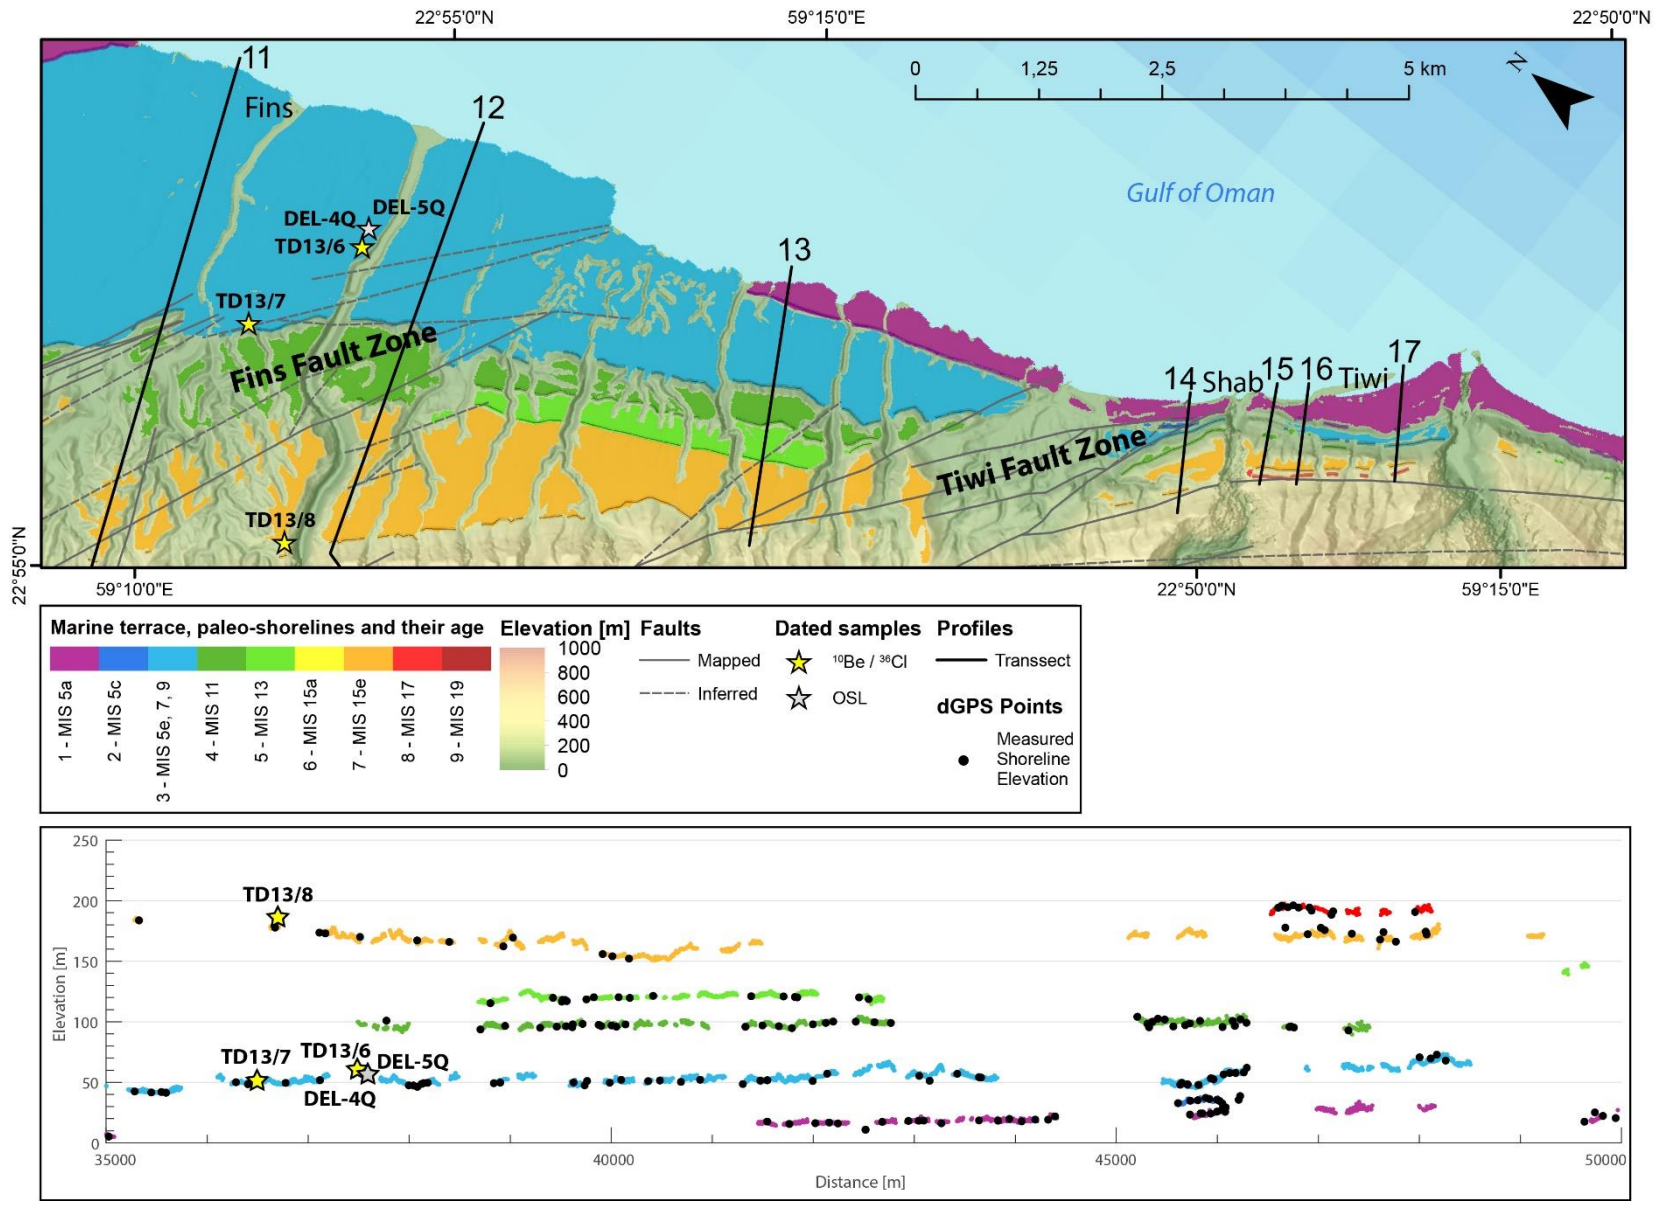 22°55'0"N 59°15'0"E 22°50'0"N
11
Fins
12
0 1,25 2,5 5 km
N
Gulf of Oman
DEL-4Q DEL-5Q
TD13/6
13
TD13/7
Fins Fault Zone
14 Shab 15 16 Tiwi 17
Tiwi Fault Zone
TD13/8
22°55'0"N
59°10'0"E 22°50'0"N 59°15'0"E
Marine terrace, paleo-shorelines and their age
1 - MIS 5a
2 - MIS 5c
3 - MIS 5e, 7, 9
4 - MIS 11
5 - MIS 13
6 - MIS 15a
7 - MIS 15e
8 - MIS 17
9 - MIS 19
Elevation [m]
1000
800
600
400
200
0
Faults
Mapped
Inferred
Dated samples
¹⁰Be / ³⁶Cl
OSL
Profiles
Transsect
dGPS Points
Measured
Shoreline
Elevation
250
200
150
100
50
0
Elevation [m]
TD13/8
TD13/7 TD13/6
DEL-5Q
DEL-4Q
35000 40000 45000 50000
Distance [m]